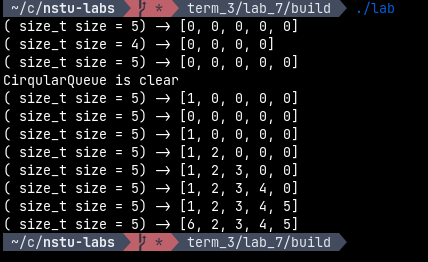 ~/c/nstu-labs * term_3/lab_7/build ./lab
( size_t size = 5) -> [0, 0, 0, 0, 0]
( size_t size = 4) -> [0, 0, 0, 0]
( size_t size = 5) -> [0, 0, 0, 0, 0]
CirqularQueue is clear
( size_t size = 5) -> [1, 0, 0, 0, 0]
( size_t size = 5) -> [0, 0, 0, 0, 0]
( size_t size = 5) -> [1, 0, 0, 0, 0]
( size_t size = 5) -> [1, 2, 0, 0, 0]
( size_t size = 5) -> [1, 2, 3, 0, 0]
( size_t size = 5) -> [1, 2, 3, 4, 0]
( size_t size = 5) -> [1, 2, 3, 4, 5]
( size_t size = 5) -> [6, 2, 3, 4, 5]
~/c/nstu-labs * term_3/lab_7/build